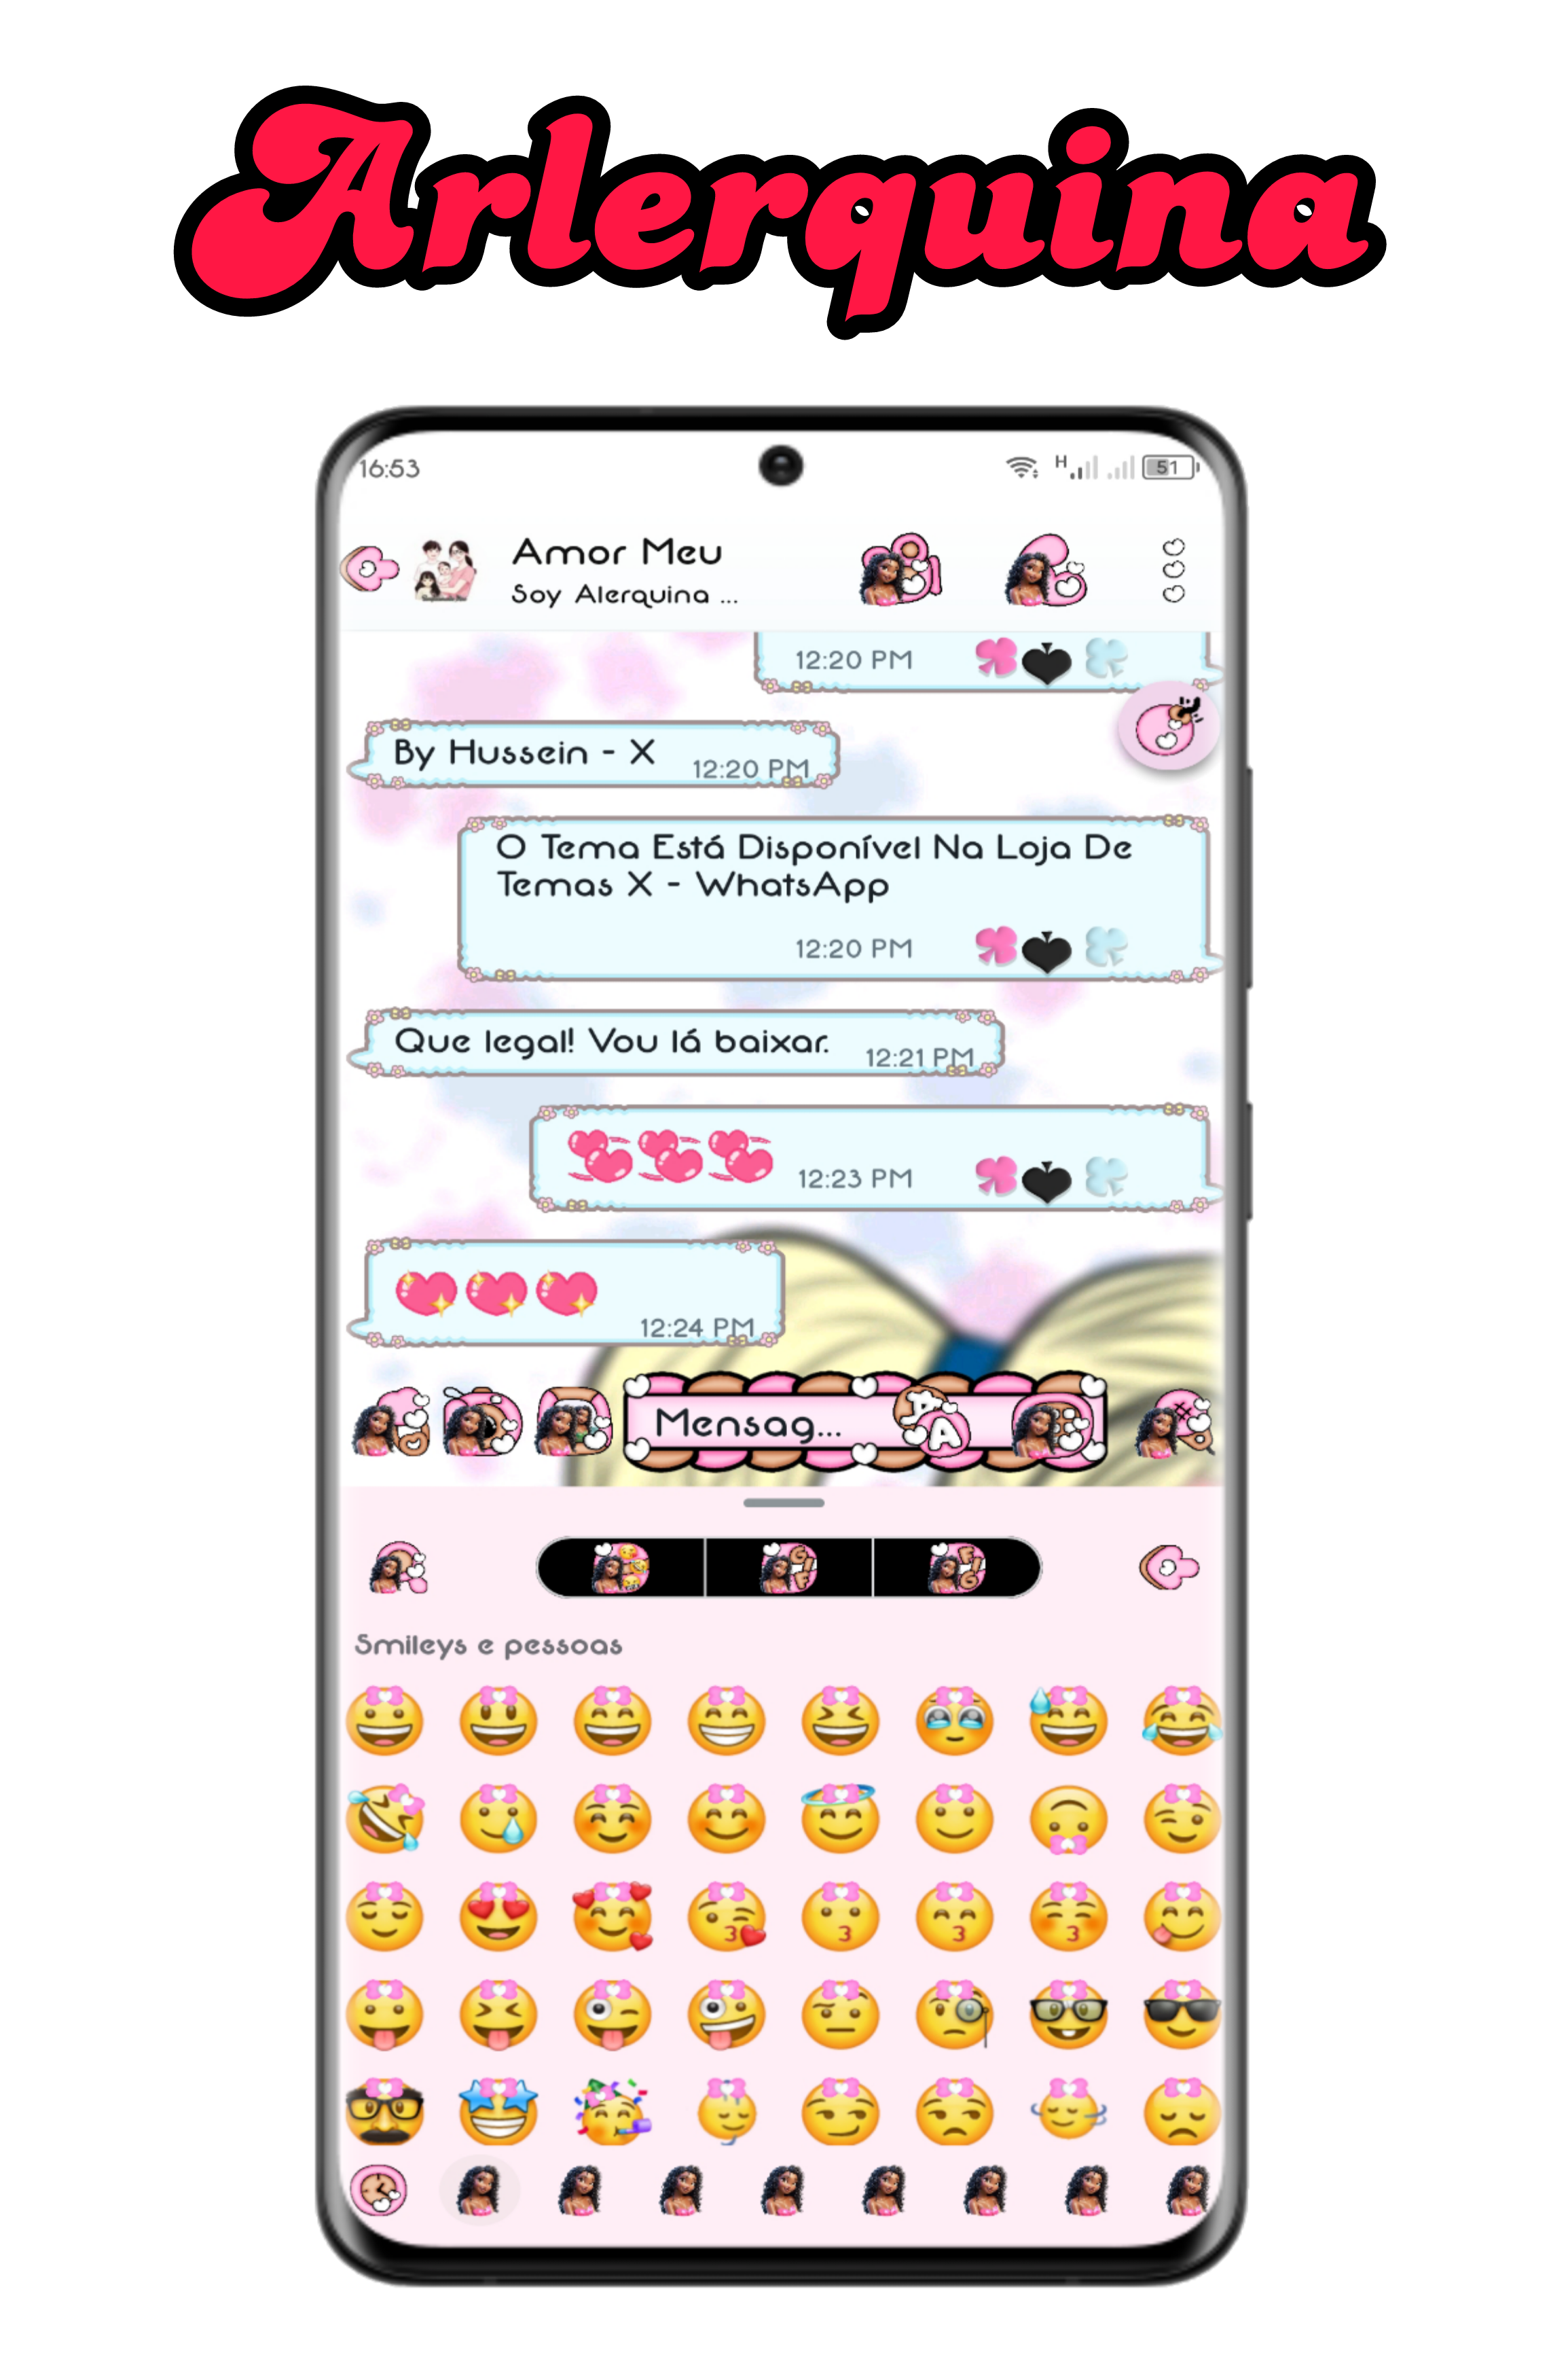 Arlerquina
16:53
H
51
Amor Meu
Soy Alerquina ...
12:20 PM
By Hussein - X
12:20 PM
O Tema Está Disponível Na Loja De
Temas X - WhatsApp
12:20 PM
Que legal! Vou lá baixar.
12:21 PM
12:23 PM
12:24 PM
Mensag...
A A
GIF
FIG
Smileys e pessoas